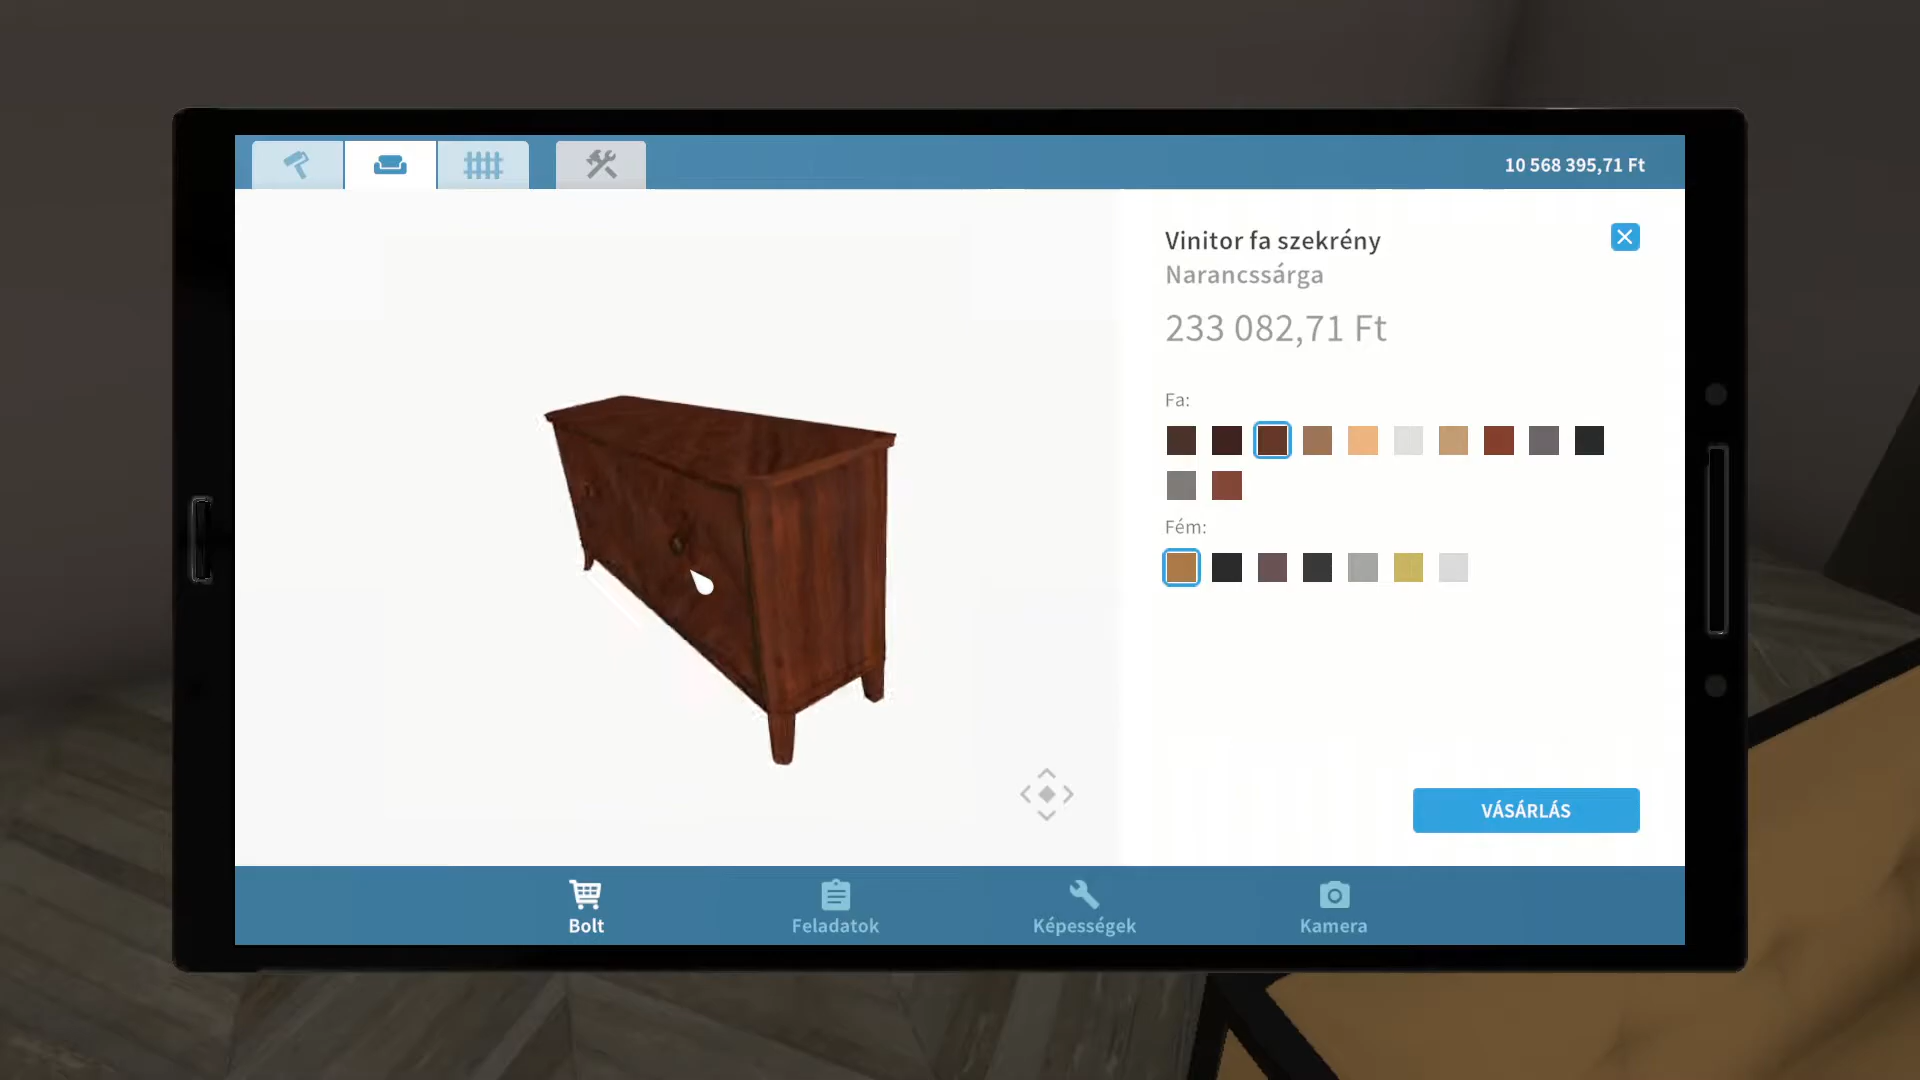 10 568 395,71 Ft
Vinitor fa szekrény
Narancssárga
233 082,71 Ft
Fa:
Fém:
VÁSÁRLÁS
Bolt
Feladatok
Képességek
Kamera